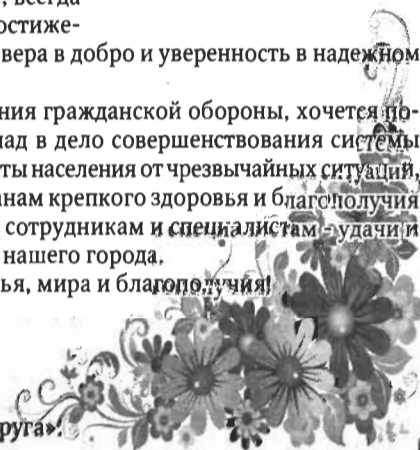 , всегда
остиже-
вера в добро и уверенность в надежном
ния гражданской обороны, хочется по-
лад в дело совершенствования системы
ты населения от чрезвычайных ситуаций,
анам крепкого здоровья и благополучия
сотрудникам и специалистам - удачи и
нашего города.
ья, мира и благополучия!
руга».